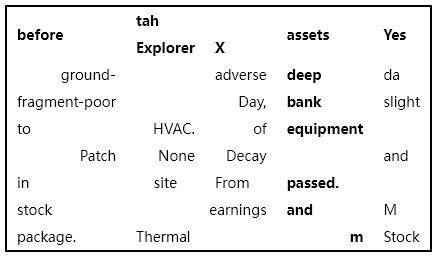 tah
before assets Yes
Explorer X
ground- adverse deep da
fragment-poor Day, bank slight
to HVAC. of equipment
Patch None Decay and
in site From passed.
stock earnings and M
package. Thermal m Stock